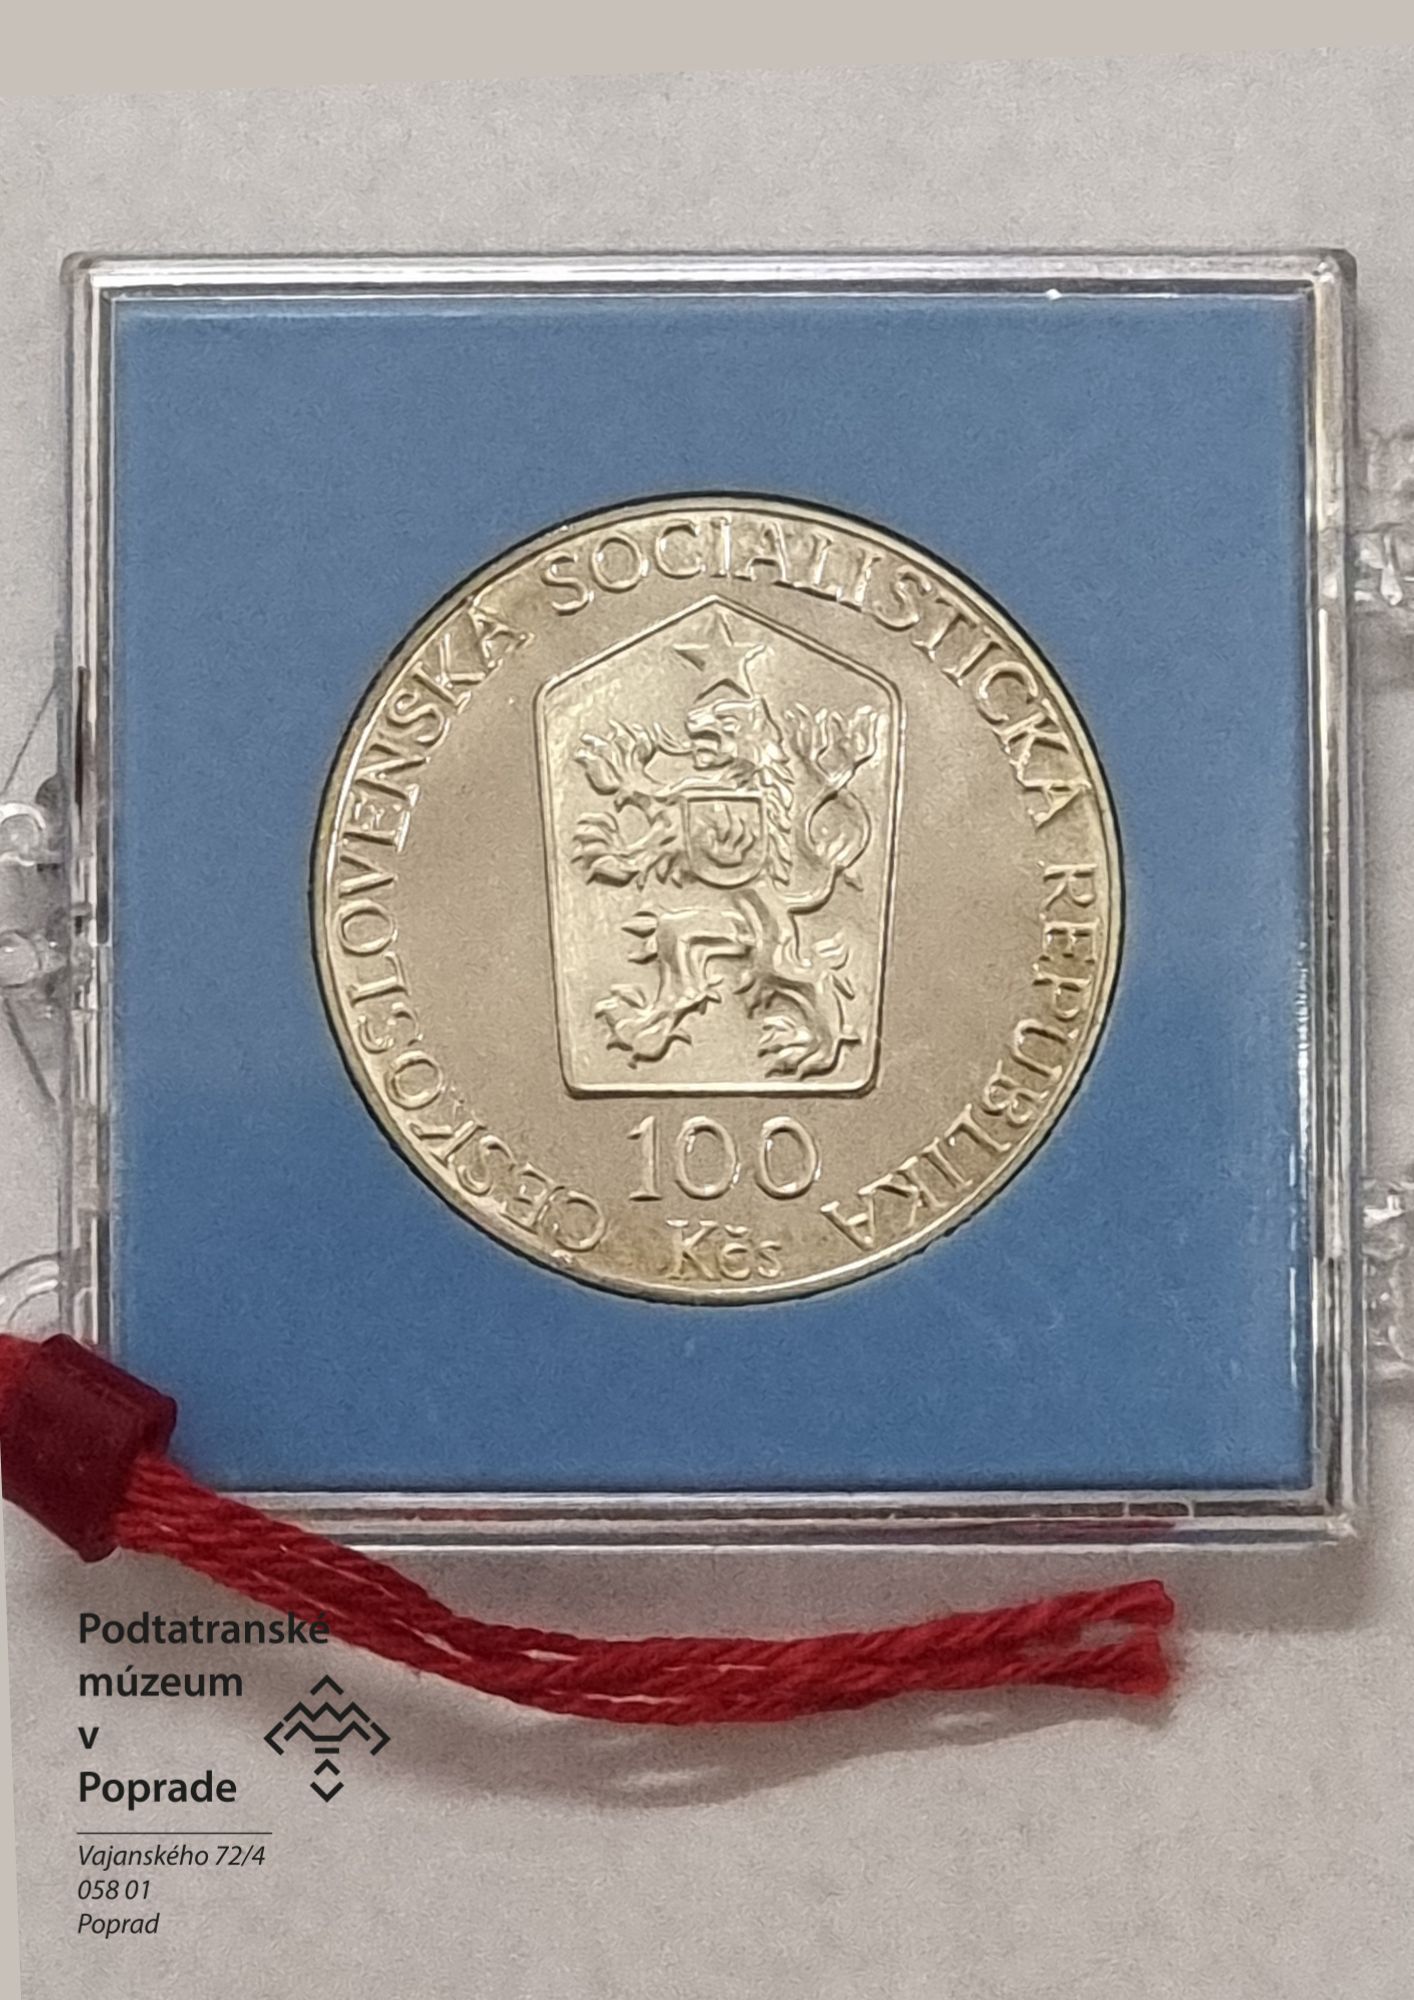 ČESKOSLOVENSKÁ SOCIALISTICKÁ REPUBLIKA
100
Kčs
Podtatranské
múzeum
v
Poprade
Vajanského 72/4
058 01
Poprad